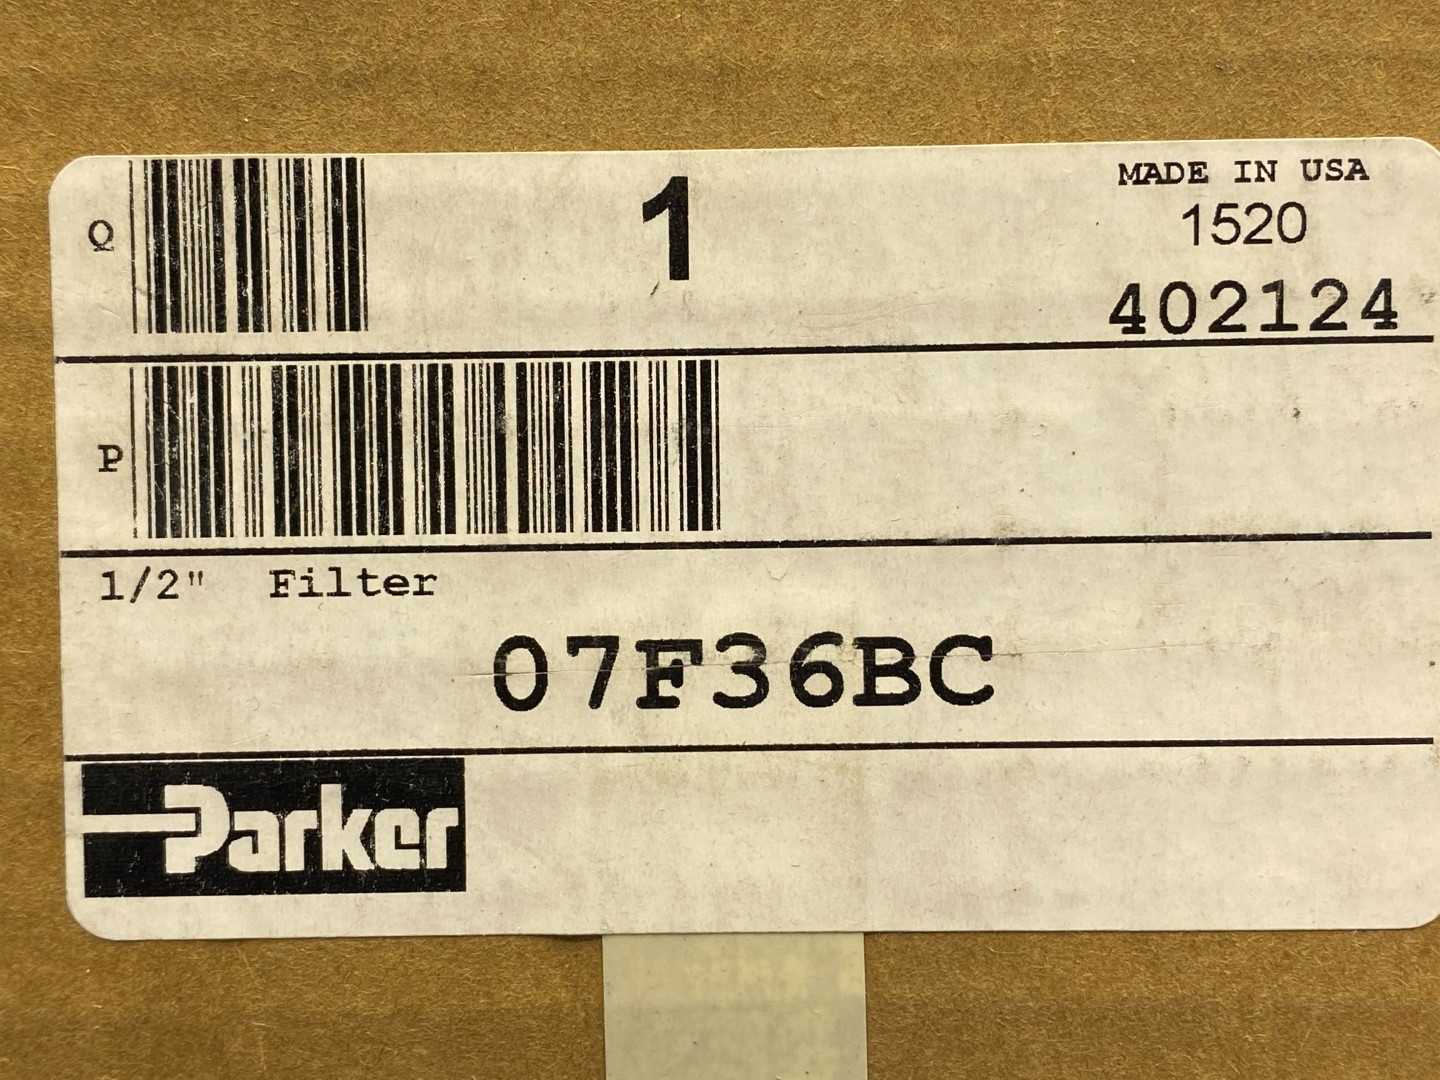 Q
1
MADE IN USA
1520
402124
P
1/2" Filter
07F36BC
Parker